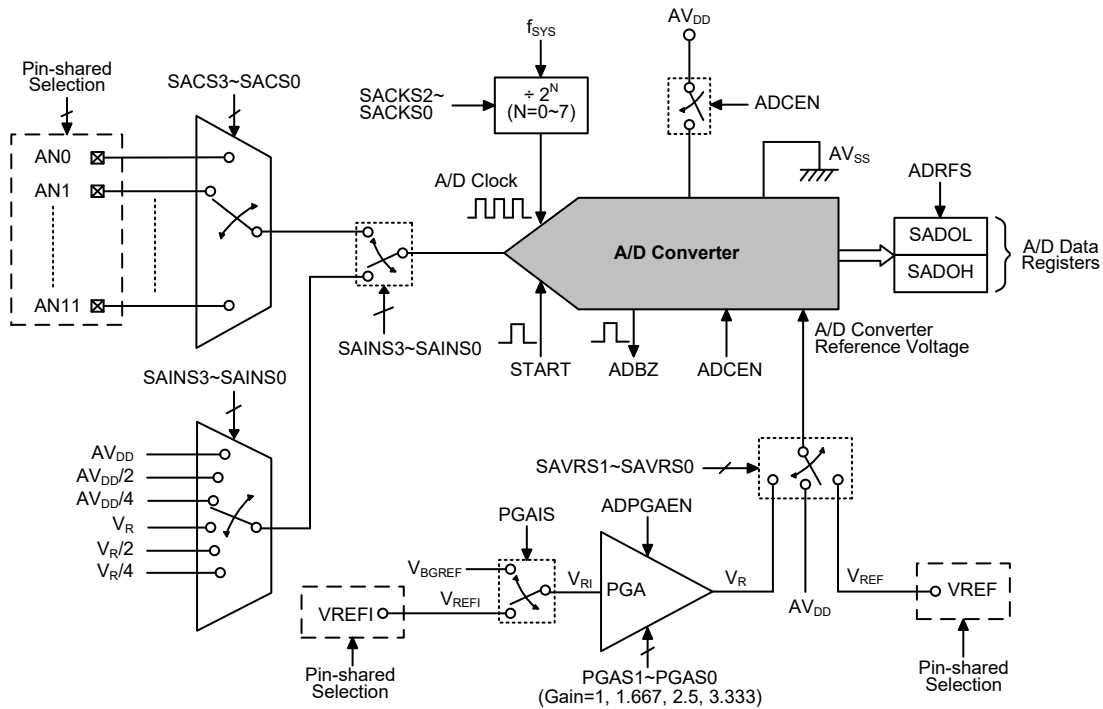 Pin-shared
Selection
SACS3~SACS0
AN0
AN1
AN11
SACKS2~
SACKS0
fSYS
÷ 2^N
(N=0~7)
A/D Clock
AVDD
ADCEN
AVSS
A/D Converter
ADRFS
SADOL
SADOH
A/D Data
Registers
SAINS3~SAINS0
START
ADBZ
ADCEN
A/D Converter
Reference Voltage
SAINS3~SAINS0
AVDD
AVDD/2
AVDD/4
VR
VR/2
VR/4
SAVRS1~SAVRS0
PGAIS
ADPGAEN
VBGREF
VREFI
VREFI
VRI
PGA
VR
AVDD
VREF
VREF
Pin-shared
Selection
PGAS1~PGAS0
(Gain=1, 1.667, 2.5, 3.333)
Pin-shared
Selection